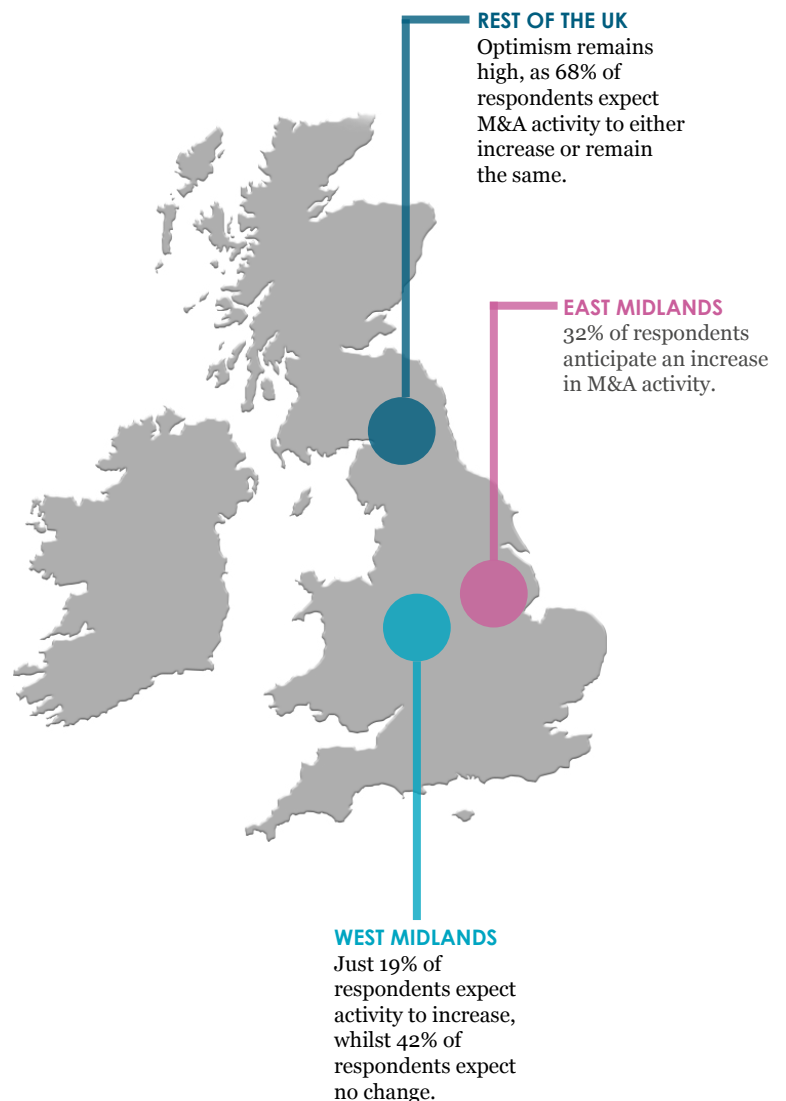 REST OF THE UK
Optimism remains
high, as 68% of
respondents expect
M&A activity to either
increase or remain
the same.
EAST MIDLANDS
32% of respondents
anticipate an increase
in M&A activity.
WEST MIDLANDS
Just 19% of
respondents expect
activity to increase,
whilst 42% of
respondents expect
no change.